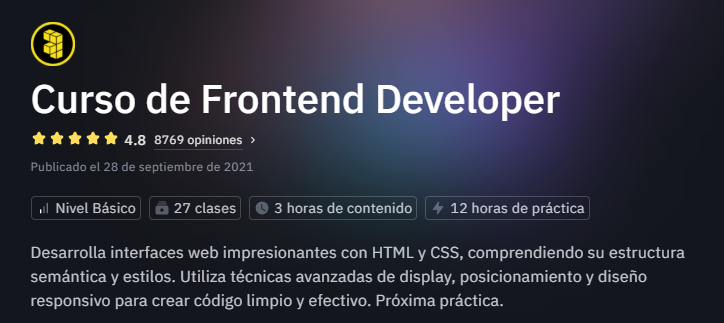 Curso de Frontend Developer
4.8 8769 opiniones
Publicado el 28 de septiembre de 2021
Nivel Básico 27 clases 3 horas de contenido 12 horas de práctica
Desarrolla interfaces web impresionantes con HTML y CSS, comprendiendo su estructura
semántica y estilos. Utiliza técnicas avanzadas de display, posicionamiento y diseño
responsivo para crear código limpio y efectivo. Próxima práctica.